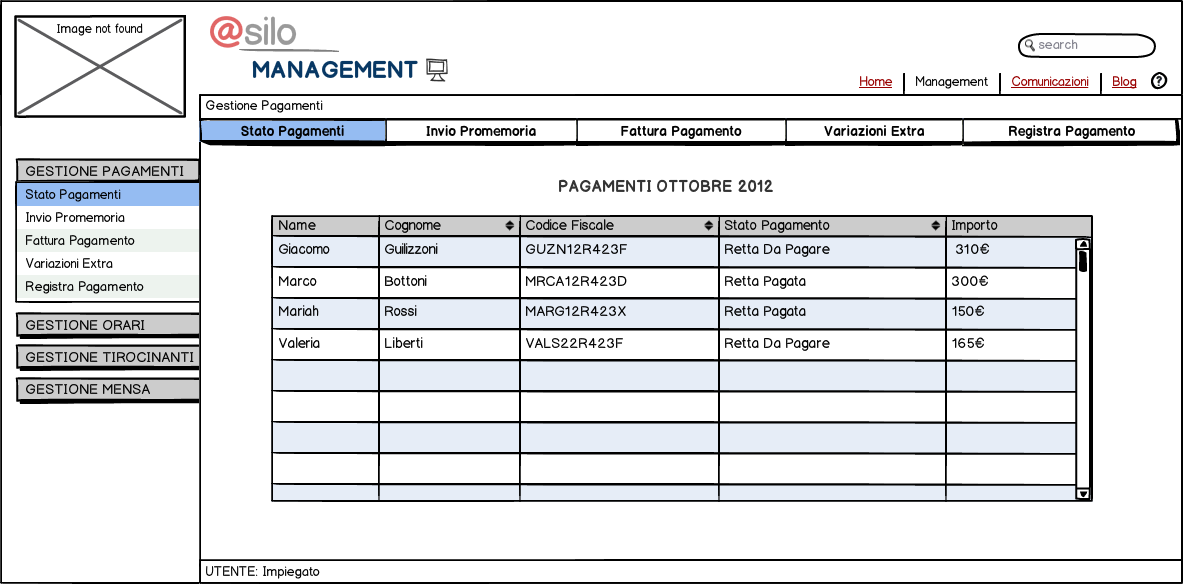 Image not found
@silo
MANAGEMENT
search
Home
Management
Comunicazioni
Blog
?
Gestione Pagamenti
Stato Pagamenti
Invio Promemoria
Fattura Pagamento
Variazioni Extra
Registra Pagamento
GESTIONE PAGAMENTI
Stato Pagamenti
Invio Promemoria
Fattura Pagamento
Variazioni Extra
Registra Pagamento
GESTIONE ORARI
GESTIONE TIROCINANTI
GESTIONE MENSA
PAGAMENTI OTTOBRE 2012
Name Cognome Codice Fiscale Stato Pagamento Importo
Giacomo Guilizzoni GUZN12R423F Retta Da Pagare 310€
Marco Bottoni MRCA12R423D Retta Pagata 300€
Mariah Rossi MARG12R423X Retta Pagata 150€
Valeria Liberti VALS22R423F Retta Da Pagare 165€
UTENTE: Impiegato